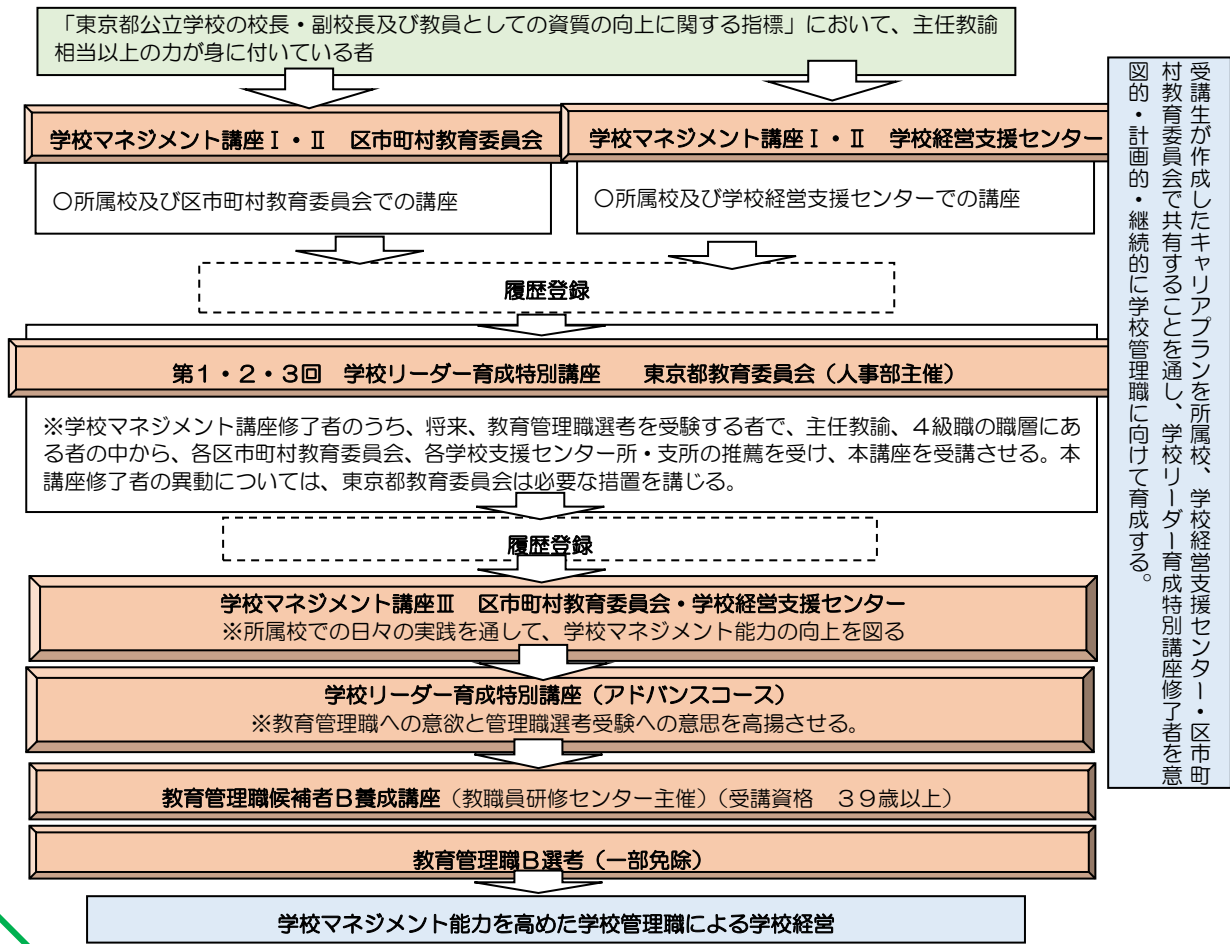 「東京都公立学校の校長・副校長及び教員としての資質の向上に関する指標」において、主任教諭
相当以上の力が身に付いている者
学校マネジメント講座Ⅰ・Ⅱ　区市町村教育委員会
〇所属校及び区市町村教育委員会での講座
学校マネジメント講座Ⅰ・Ⅱ　学校経営支援センター
〇所属校及び学校経営支援センターでの講座
履歴登録
第１・２・３回　学校リーダー育成特別講座　　東京都教育委員会（人事部主催）
※学校マネジメント講座修了者のうち、将来、教育管理職選考を受験する者で、主任教諭、４級職の職層にあ
る者の中から、各区市町村教育委員会、各学校支援センター所・支所の推薦を受け、本講座を受講させる。本
講座修了者の異動については、東京都教育委員会は必要な措置を講じる。
履歴登録
学校マネジメント講座Ⅲ　区市町村教育委員会・学校経営支援センター
※所属校での日々の実践を通して、学校マネジメント能力の向上を図る
学校リーダー育成特別講座（アドバンスコース）
※教育管理職への意欲と管理職選考受験への意思を高揚させる。
教育管理職候補者Ｂ養成講座（教職員研修センター主催）（受講資格　３９歳以上）
教育管理職Ｂ選考（一部免除）
学校マネジメント能力を高めた学校管理職による学校経営
受講生が作成したキャリアプランを所属校、学校経営支援センター・区市町
村教育委員会で共有することを通し、学校リーダー育成特別講座修了者を意
図的・計画的・継続的に学校管理職に向けて育成する。